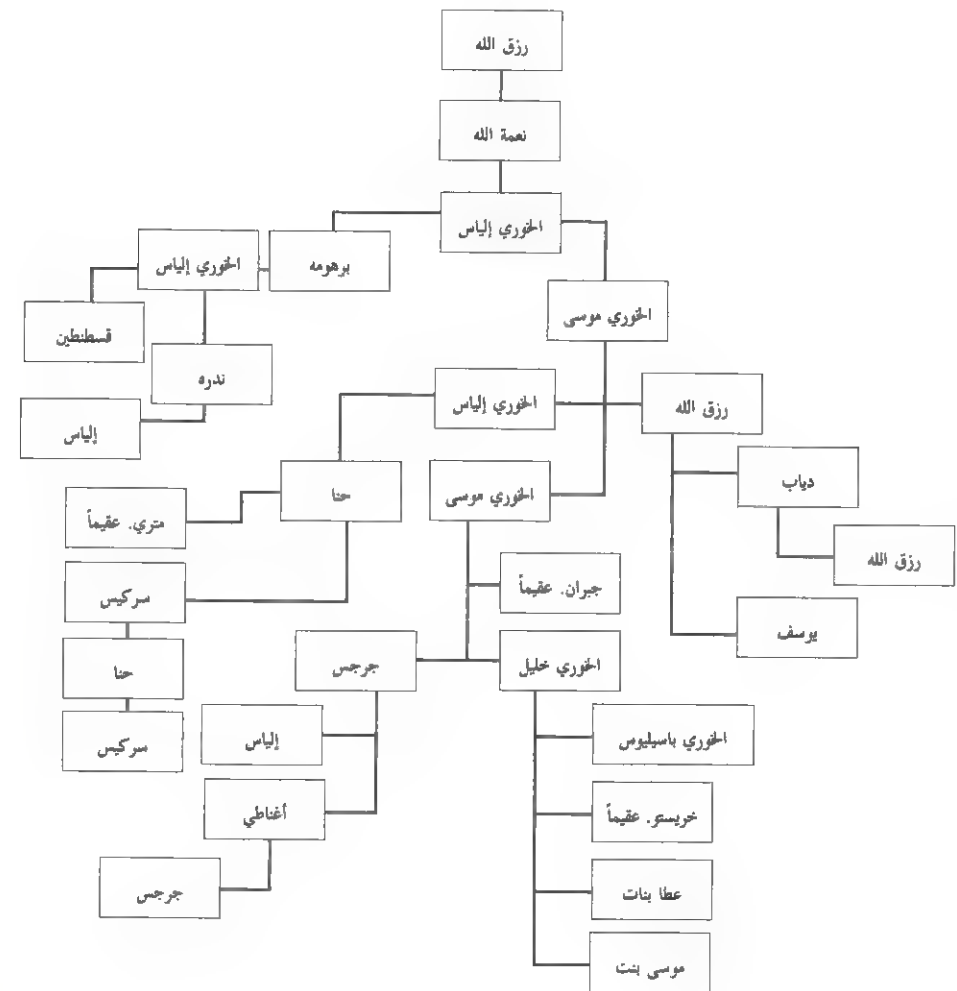 رزق الله
نعمة الله
الخوري إلياس
برهومه
الخوري إلياس
قسطنطين
ندره
إلياس
الخوري موسى
رزق الله
الخوري إلياس
دياب
الخوري موسى
حنا
متري. عقيماً
رزق الله
جبران. عقيماً
سركيس
يوسف
الخوري خليل
جرجس
حنا
إلياس
سركيس
الخوري باسيليوس
أغناطي
خريستو. عقيماً
جرجس
عطا بنات
موسى بنت